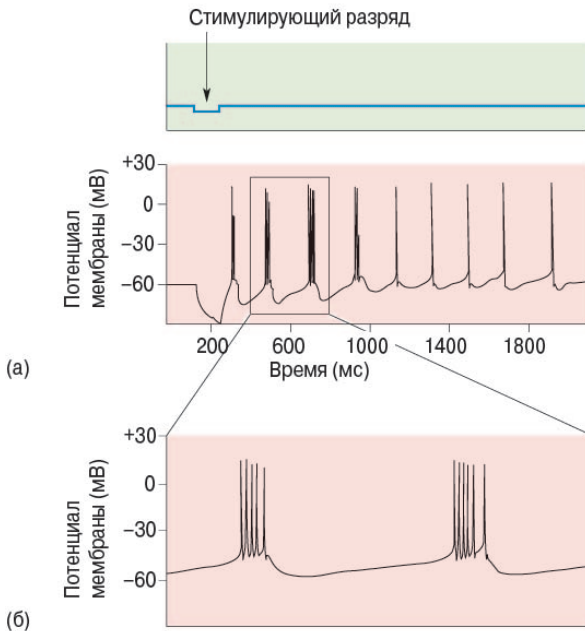 Стимулирующий разряд
Потенциал
мембраны (мВ)
+30
0
−30
−60
200
600
1000
1400
1800
Время (мс)
(а)
Потенциал
мембраны (мВ)
+30
0
−30
−60
(б)